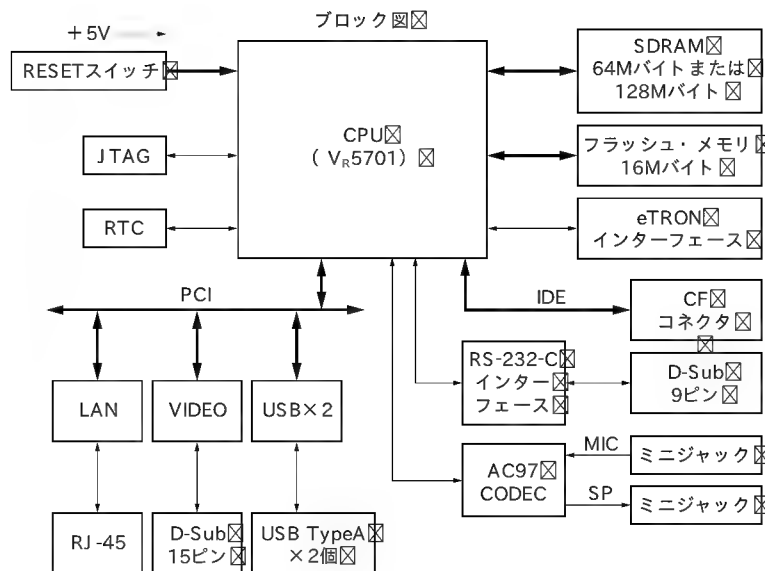 ブロック図
+5V
RESETスイッチ
JTAG
RTC
CPU
(VR5701)
SDRAM
64Mバイトまたは
128Mバイト
フラッシュ・メモリ
16Mバイト
eTRON
インターフェース
PCI
IDE
CF
コネクタ
RS-232-C
インター
フェース
D-Sub
9ピン
LAN
VIDEO
USB×2
AC97
CODEC
MIC
ミニジャック
SP
ミニジャック
RJ-45
D-Sub
15ピン
USB TypeA
×2個